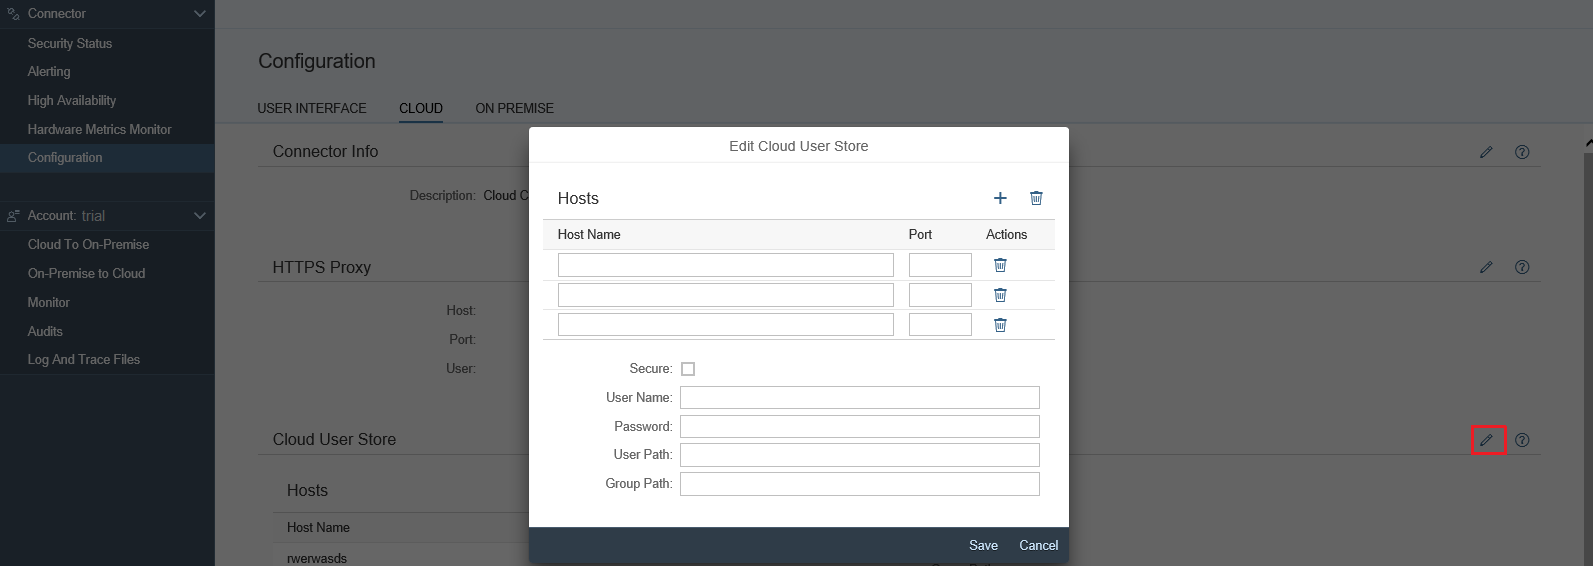 Connector
Security Status
Alerting
High Availability
Hardware Metrics Monitor
Configuration
Account: trial
Cloud To On-Premise
On-Premise to Cloud
Monitor
Audits
Log And Trace Files
Configuration
USER INTERFACE CLOUD ON PREMISE
Connector Info
Description: Cloud C
HTTPS Proxy
Host:
Port:
User:
Cloud User Store
Hosts
Host Name
rwerwasds
Edit Cloud User Store
Hosts
Host Name Port Actions
Secure:
User Name:
Password:
User Path:
Group Path:
Save Cancel